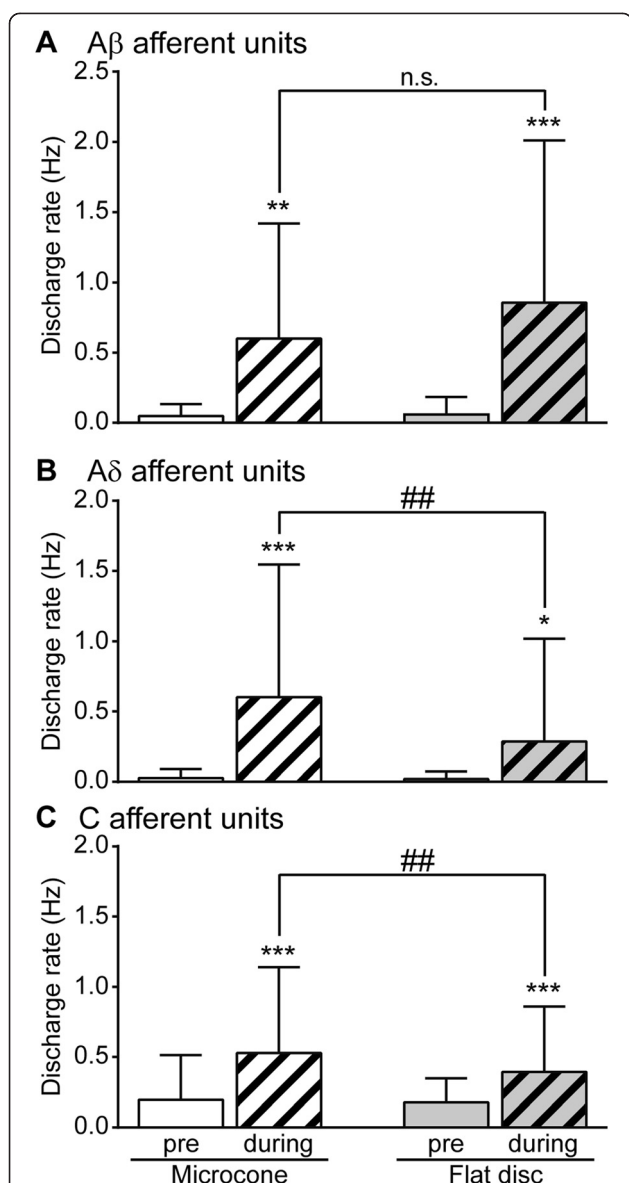 A Aβ afferent units
2.5
n.s.
***
2.0
**
1.5
1.0
0.5
0.0
Discharge rate (Hz)
B Aδ afferent units
2.0
##
***
1.5
*
1.0
0.5
0.0
Discharge rate (Hz)
C C afferent units
2.0
##
1.5
***
***
1.0
0.5
0.0
Discharge rate (Hz)
pre during pre during
Microcone Flat disc